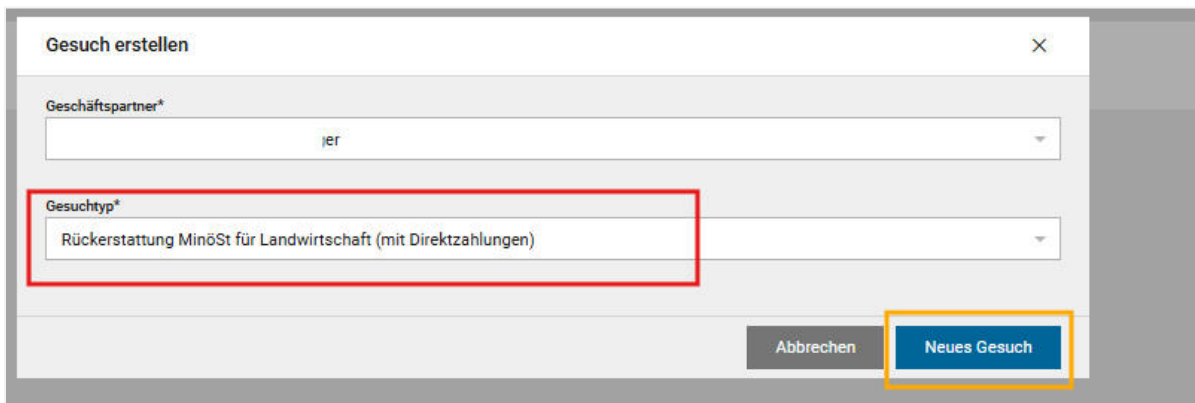 Gesuch erstellen
Geschäftspartner*
Gesuchtyp*
Rückerstattung MinöSt für Landwirtschaft (mit Direktzahlungen)
Abbrechen
Neues Gesuch